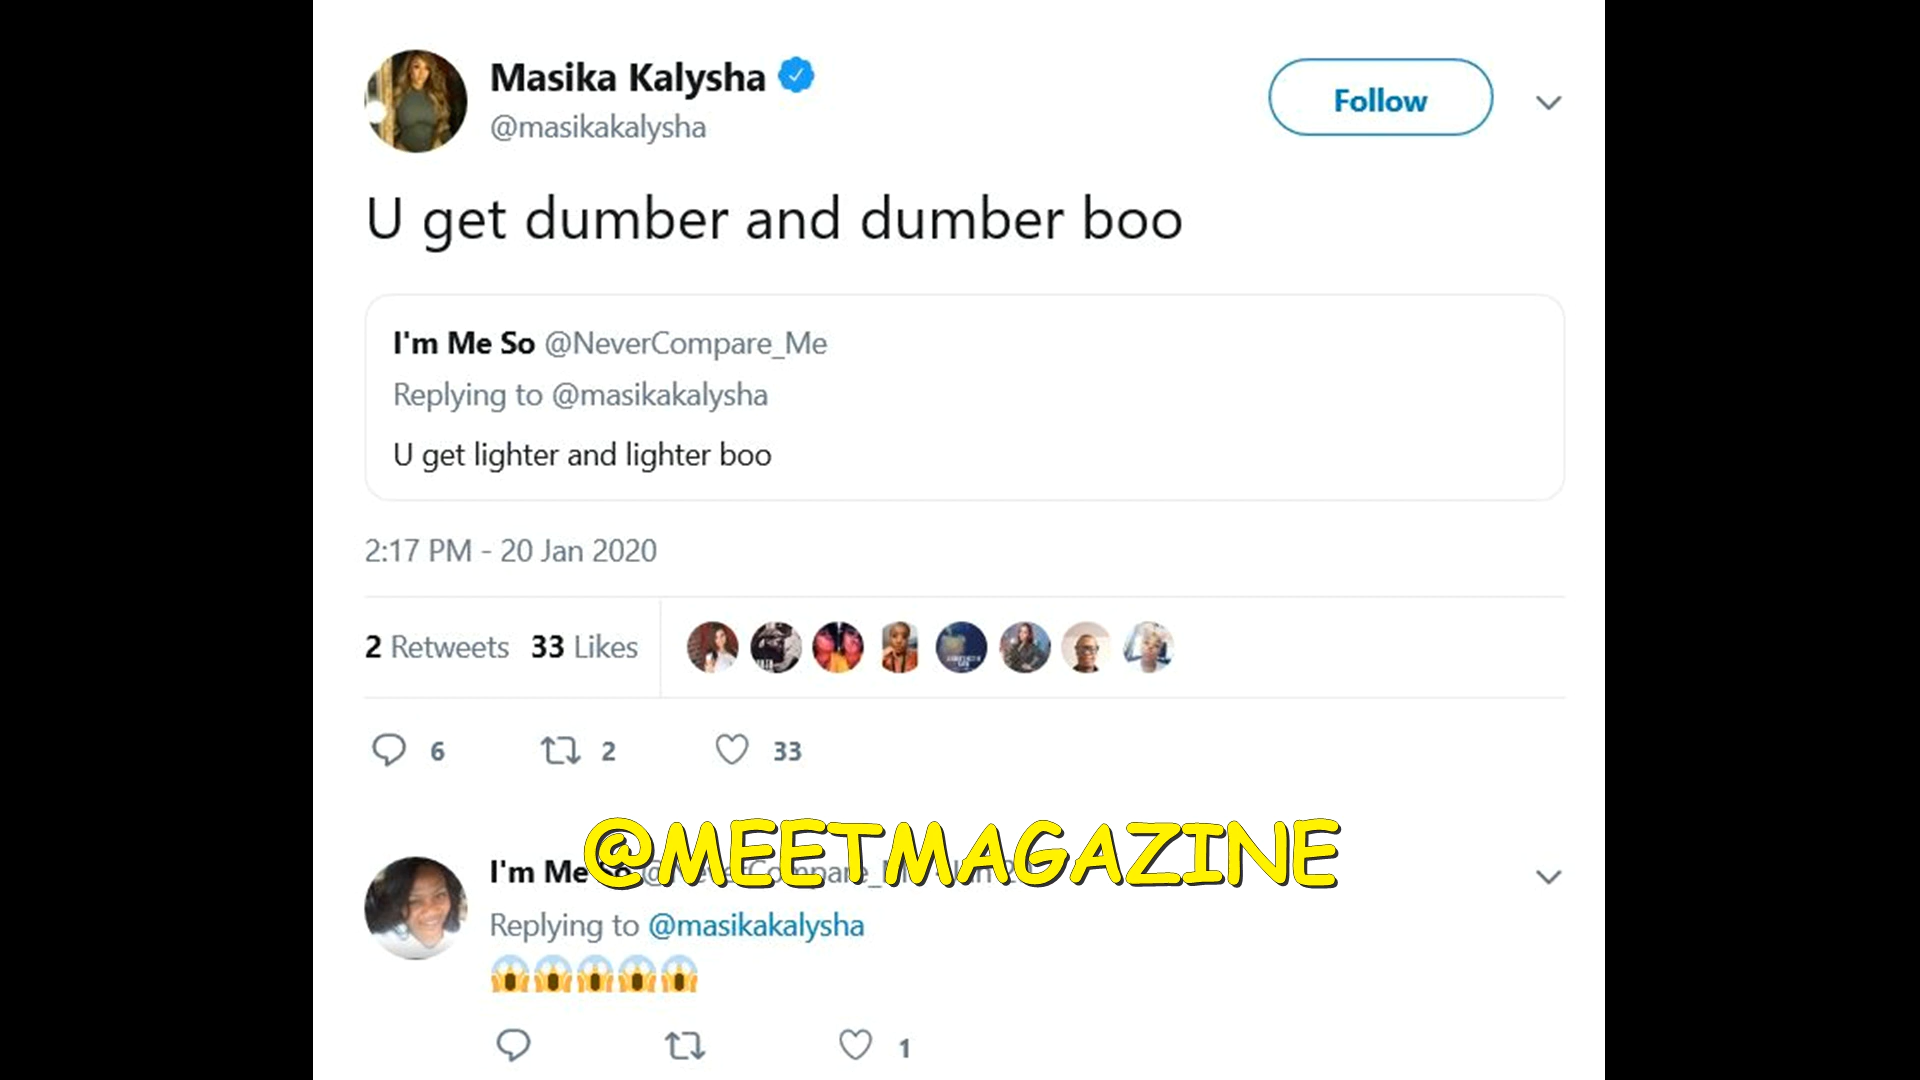 Masika Kalysha
@masikakalysha
Follow
U get dumber and dumber boo
I'm Me So @NeverCompare_Me
Replying to @masikakalysha
U get lighter and lighter boo
2:17 PM - 20 Jan 2020
2 Retweets 33 Likes
6 2 33
@MEETMAGAZINE
I'm Me So
Replying to @masikakalysha
😱😱😱😱😱
1